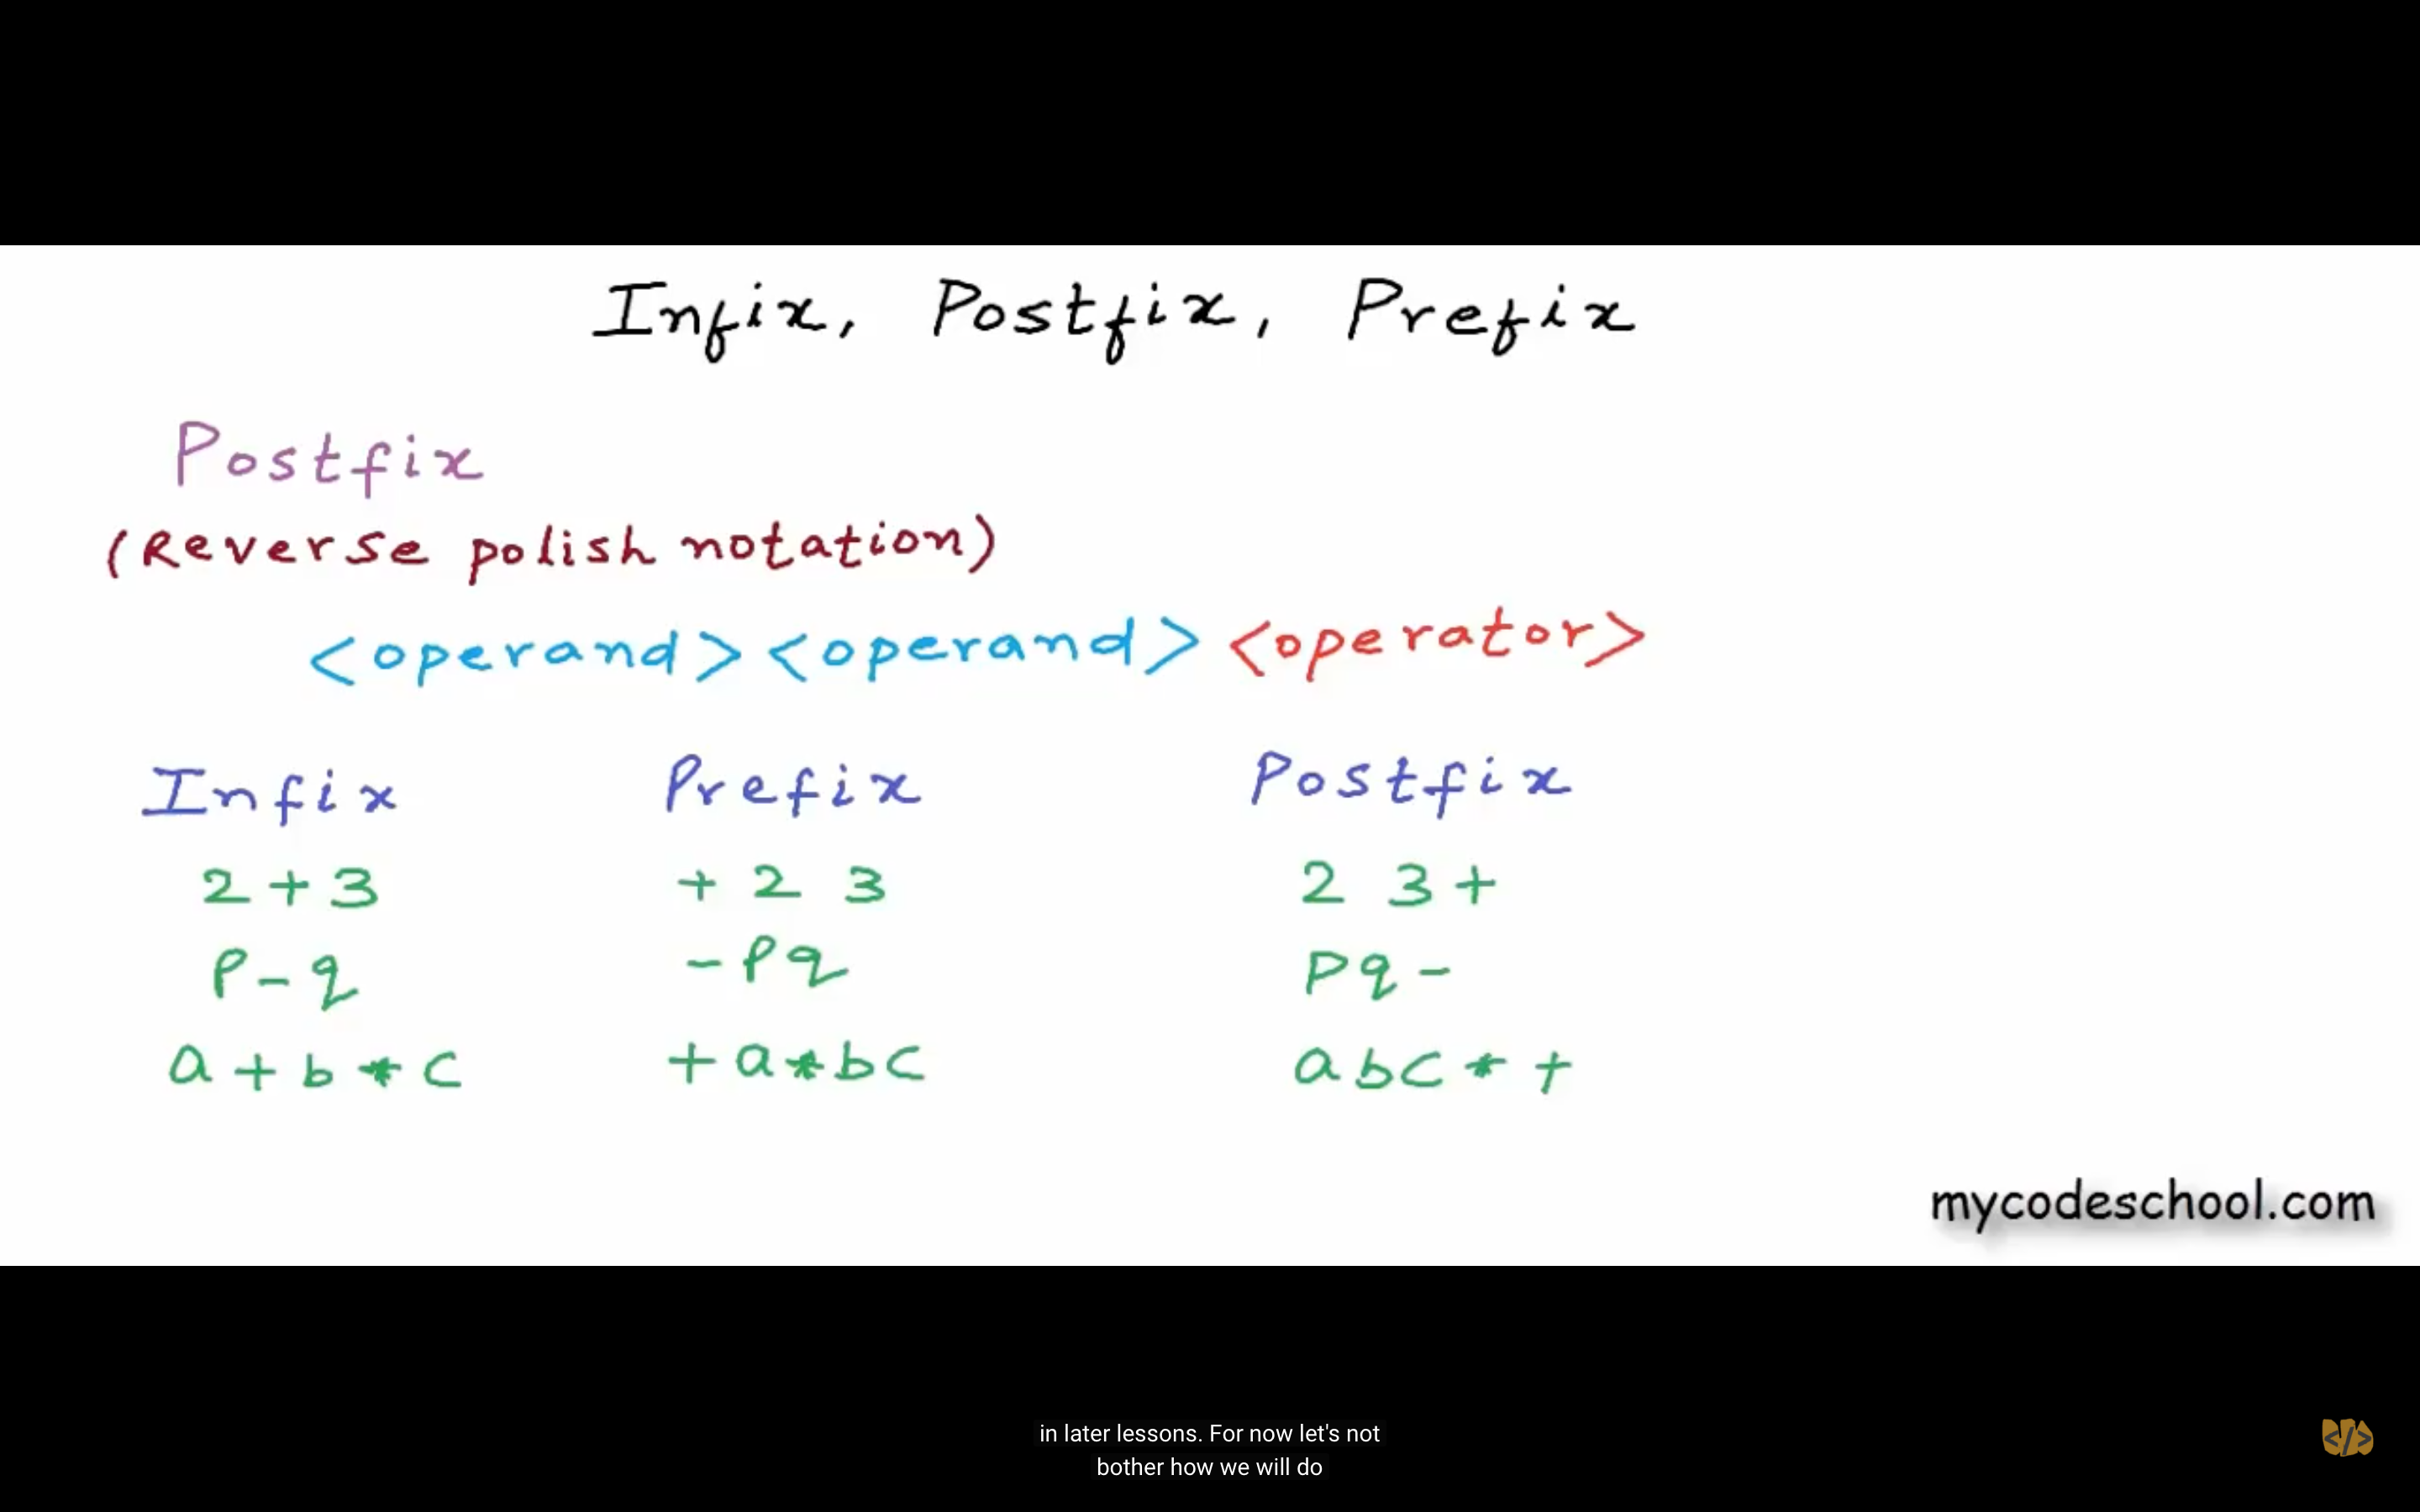 Infix, Postfix, Prefix
Postfix
(Reverse polish notation)
<operand><operand><operator>
Infix Prefix Postfix
2+3 + 2 3 2 3+
P-q -Pq Pq-
a+b*c +a*bc abc*+
mycodeschool.com
in later lessons. For now let's not
bother how we will do
<//>